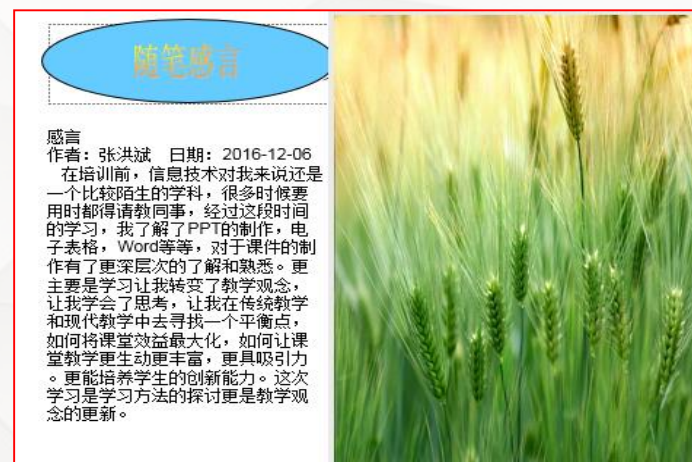 随笔感言
感言
作者：张洪斌　日期：2016-12-06
在培训前，信息技术对我来说还是
一个比较陌生的学科，很多时候要
用时都得请教同事，经过这段时间
的学习，我了解了PPT的制作，电
子表格，Word等等，对于课件的制
作有了更深层次的了解和熟悉。更
主要是学习让我转变了教学观念，
让我学会了思考，让我在传统教学
和现代教学中去寻找一个平衡点，
如何将课堂效益最大化，如何让课
堂教学更生动更丰富，更具吸引力
。更能培养学生的创新能力。这次
学习是学习方法的探讨更是教学观
念的更新。